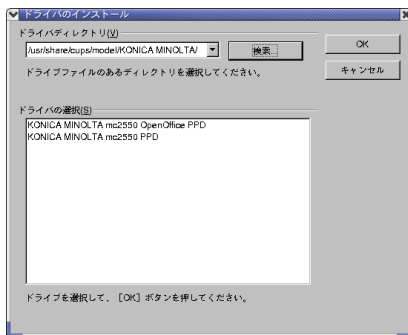 ドライバのインストール
ドライバディレクトリ(V)
/usr/share/cups/model/KONICA MINOLTA/
検索...
OK
キャンセル
ドライブファイルのあるディレクトリを選択してください。
ドライバの選択(S)
KONICA MINOLTA mc2550 OpenOffice PPD
KONICA MINOLTA mc2550 PPD
ドライブを選択して、［OK］ボタンを押してください。